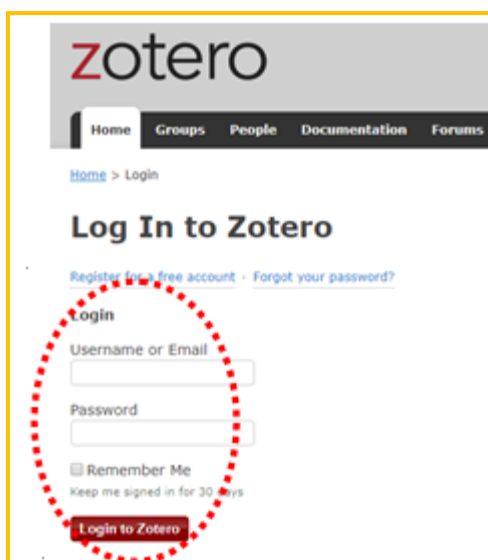 zotero
Home Groups People Documentation Forums
Home > Login
Log In to Zotero
Register for a free account · Forgot your password?
Login
Username or Email
Password
Remember Me
Keep me signed in for 30 days
Login to Zotero